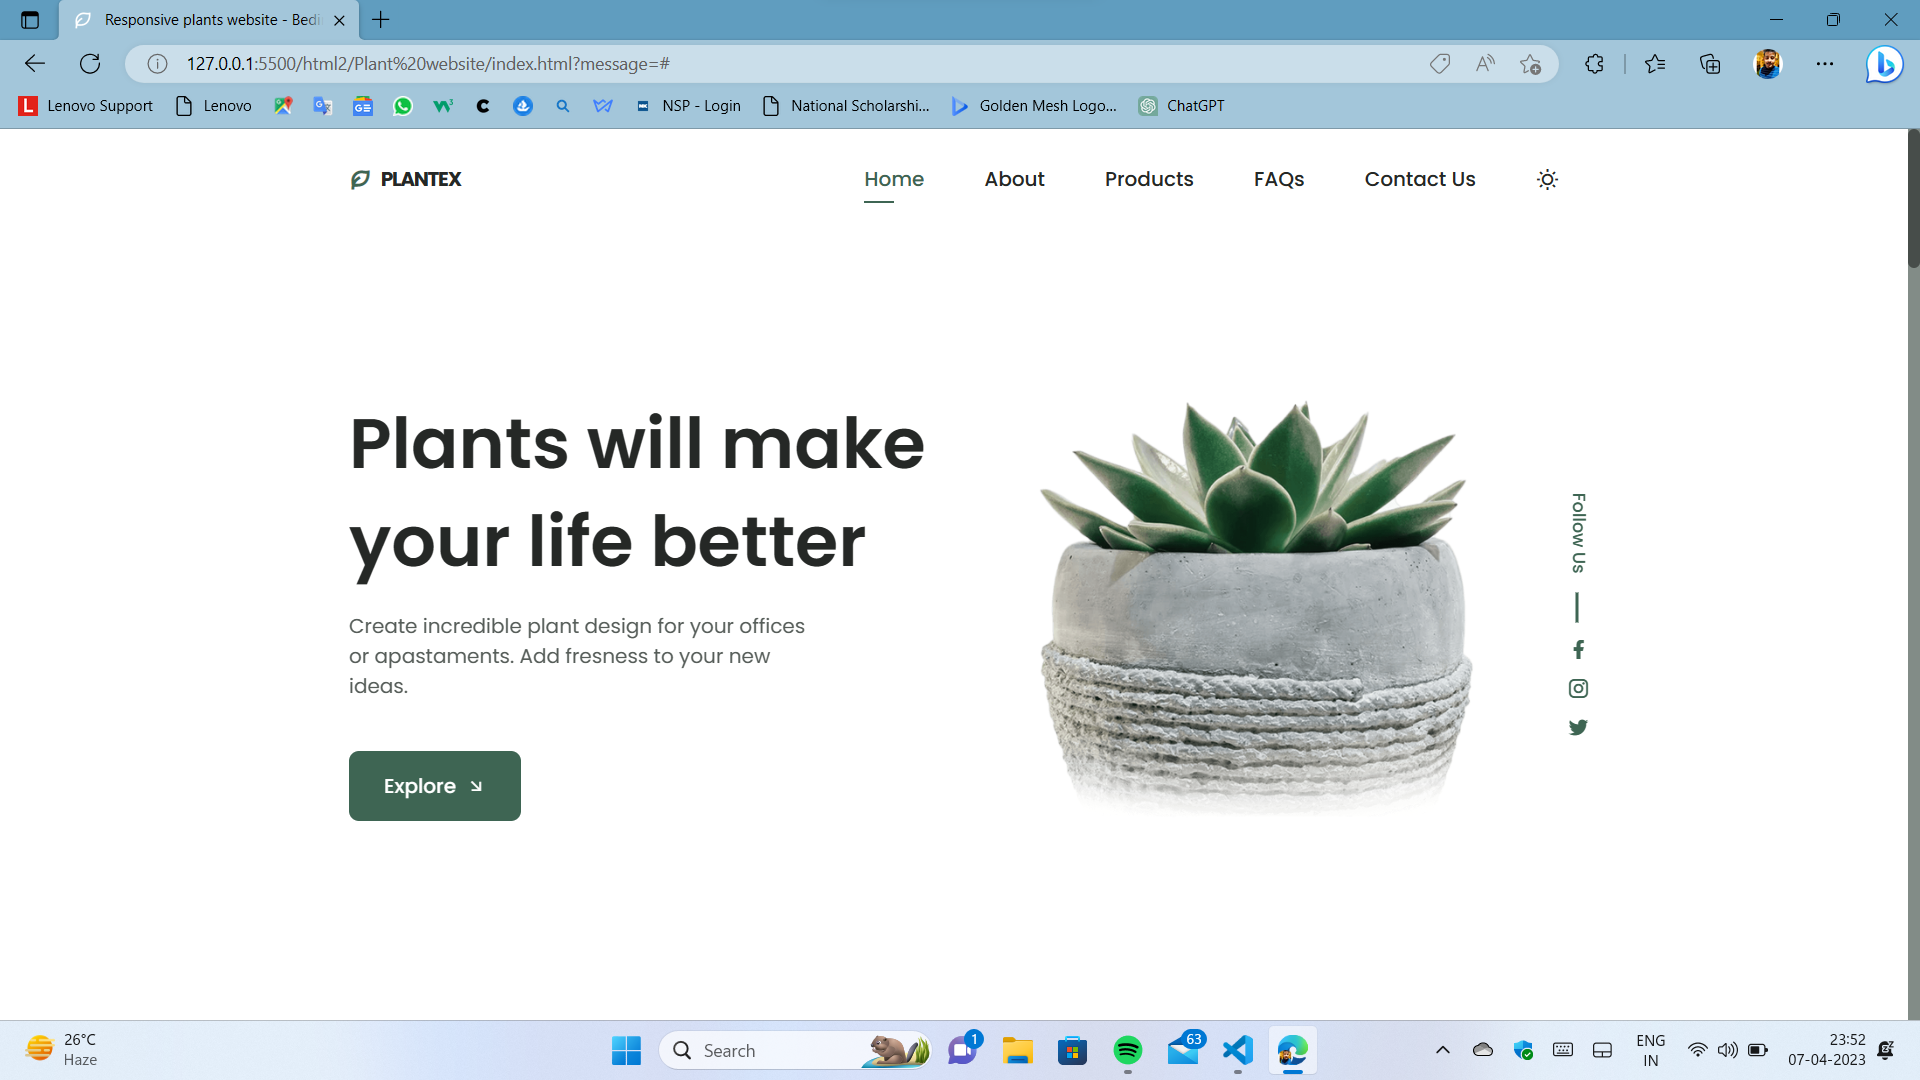 Responsive plants website - Bedi
127.0.0.1:5500/html2/Plant%20website/index.html?message=#
Lenovo Support
Lenovo
NSP - Login
National Scholarshi...
Golden Mesh Logo...
ChatGPT
PLANTEX
Home
About
Products
FAQs
Contact Us
Plants will make
your life better
Create incredible plant design for your offices
or apastaments. Add fresness to your new
ideas.
Explore
Follow Us
26°C
Haze
Search
1
63
ENG
IN
23:52
07-04-2023